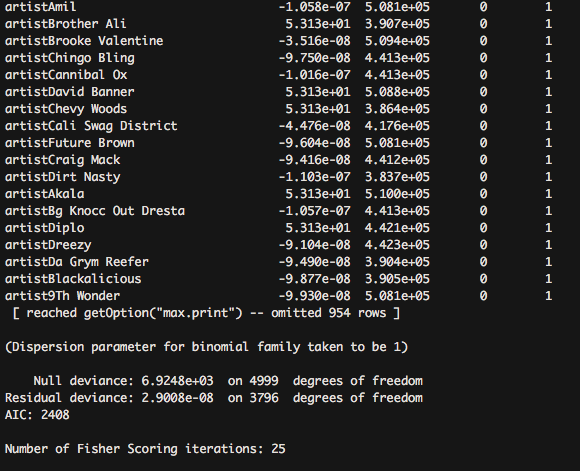 artistAmil -1.058e-07 5.081e+05 0 1
artistBrother Ali 5.313e+01 3.907e+05 0 1
artistBrooke Valentine -3.516e-08 5.094e+05 0 1
artistChingo Bling -9.750e-08 4.413e+05 0 1
artistCannibal Ox -1.016e-07 4.413e+05 0 1
artistDavid Banner 5.313e+01 5.088e+05 0 1
artistChevy Woods 5.313e+01 3.864e+05 0 1
artistCali Swag District -4.476e-08 4.176e+05 0 1
artistFuture Brown -9.604e-08 5.081e+05 0 1
artistCraig Mack -9.416e-08 4.412e+05 0 1
artistDirt Nasty -1.103e-07 3.837e+05 0 1
artistAkala 5.313e+01 5.100e+05 0 1
artistBg Knocc Out Dresta -1.057e-07 4.413e+05 0 1
artistDiplo 5.313e+01 4.421e+05 0 1
artistDreezy -9.104e-08 4.423e+05 0 1
artistDa Grym Reefer -9.490e-08 3.904e+05 0 1
artistBlackalicious -9.877e-08 3.905e+05 0 1
artist9Th Wonder -9.930e-08 5.081e+05 0 1
[ reached getOption("max.print") -- omitted 954 rows ]
(Dispersion parameter for binomial family taken to be 1)
Null deviance: 6.9248e+03 on 4999 degrees of freedom
Residual deviance: 2.9008e-08 on 3796 degrees of freedom
AIC: 2408
Number of Fisher Scoring iterations: 25